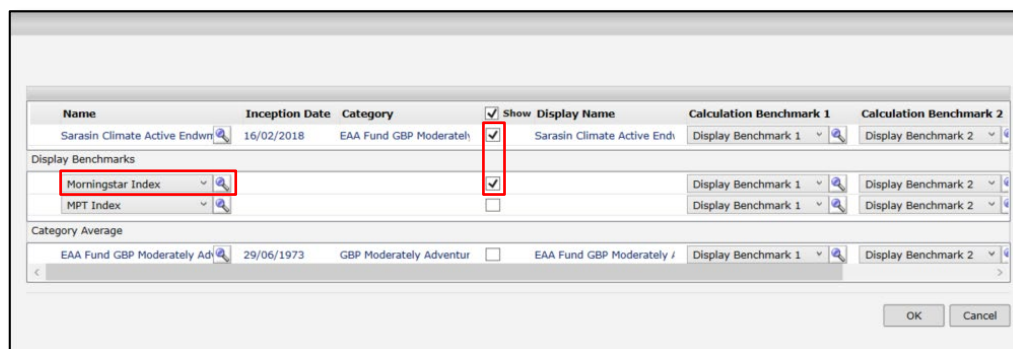 Name Inception Date Category Show Display Name Calculation Benchmark 1 Calculation Benchmark 2
Sarasin Climate Active Endwm 16/02/2018 EAA Fund GBP Moderately Sarasin Climate Active Endv Display Benchmark 1 Display Benchmark 2
Display Benchmarks
Morningstar Index Display Benchmark 1 Display Benchmark 2
MPT Index Display Benchmark 1 Display Benchmark 2
Category Average
EAA Fund GBP Moderately Adv 29/06/1973 GBP Moderately Adventur EAA Fund GBP Moderately Display Benchmark 1 Display Benchmark 2
OK Cancel